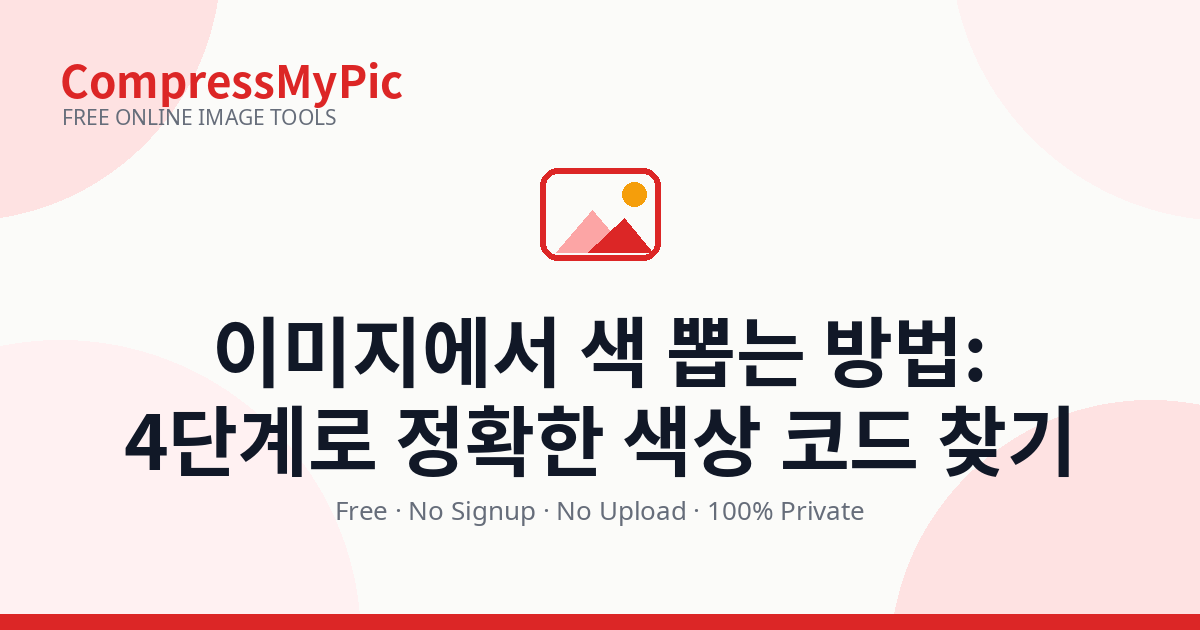 CompressMyPic
FREE ONLINE IMAGE TOOLS
이미지에서 색 뽑는 방법:
4단계로 정확한 색상 코드 찾기
Free · No Signup · No Upload · 100% Private